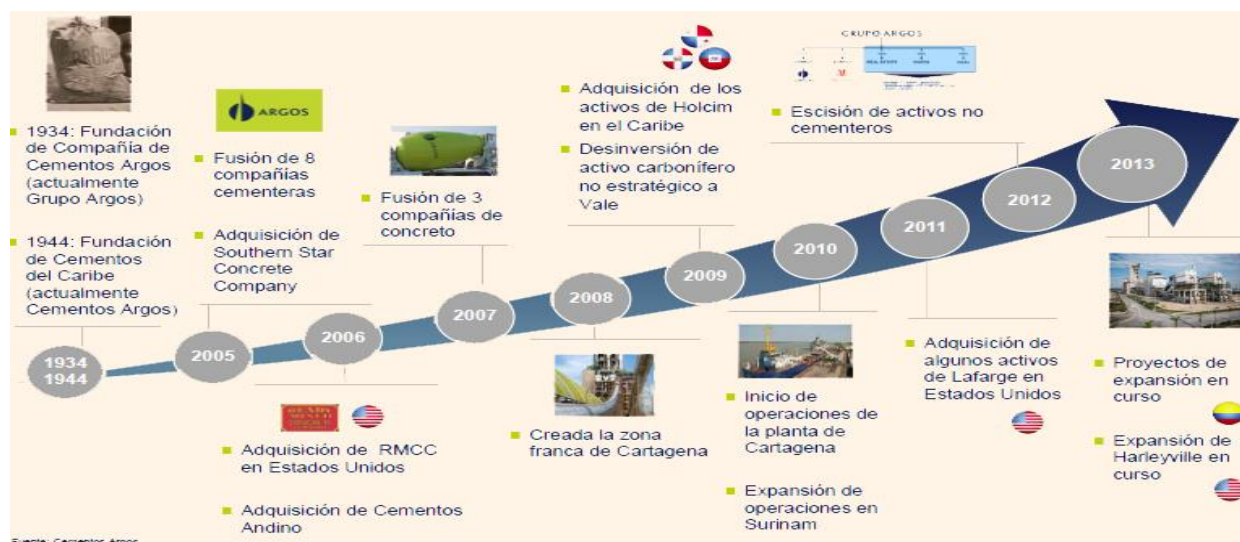 1934: Fundación
de Compañía de
Cementos Argos
(actualmente
Grupo Argos)
1944: Fundación
de Cementos
del Caribe
(actualmente
Cementos Argos)
1934
1944
ARGOS
Fusión de 8
compañías
cementeras
Adquisición de
Southern Star
Concrete
Company
2005
2006
Adquisición de RMCC
en Estados Unidos
Adquisición de Cementos
Andino
Fusión de 3
compañías de
concreto
2007
2008
Creada la zona
franca de Cartagena
Adquisición de los
activos de Holcim
en el Caribe
Desinversión de
activo carbonífero
no estratégico a
Vale
2009
2010
Inicio de
operaciones de
la planta de
Cartagena
Expansión de
operaciones en
Surinam
2011
Adquisición de
algunos activos
de Lafarge en
Estados Unidos
GRUPO ARGOS
Escisión de activos no
cementeros
2012
2013
Proyectos de
expansión en
curso
Expansión de
Harleyville en
curso
Fuente: Cementos Argos